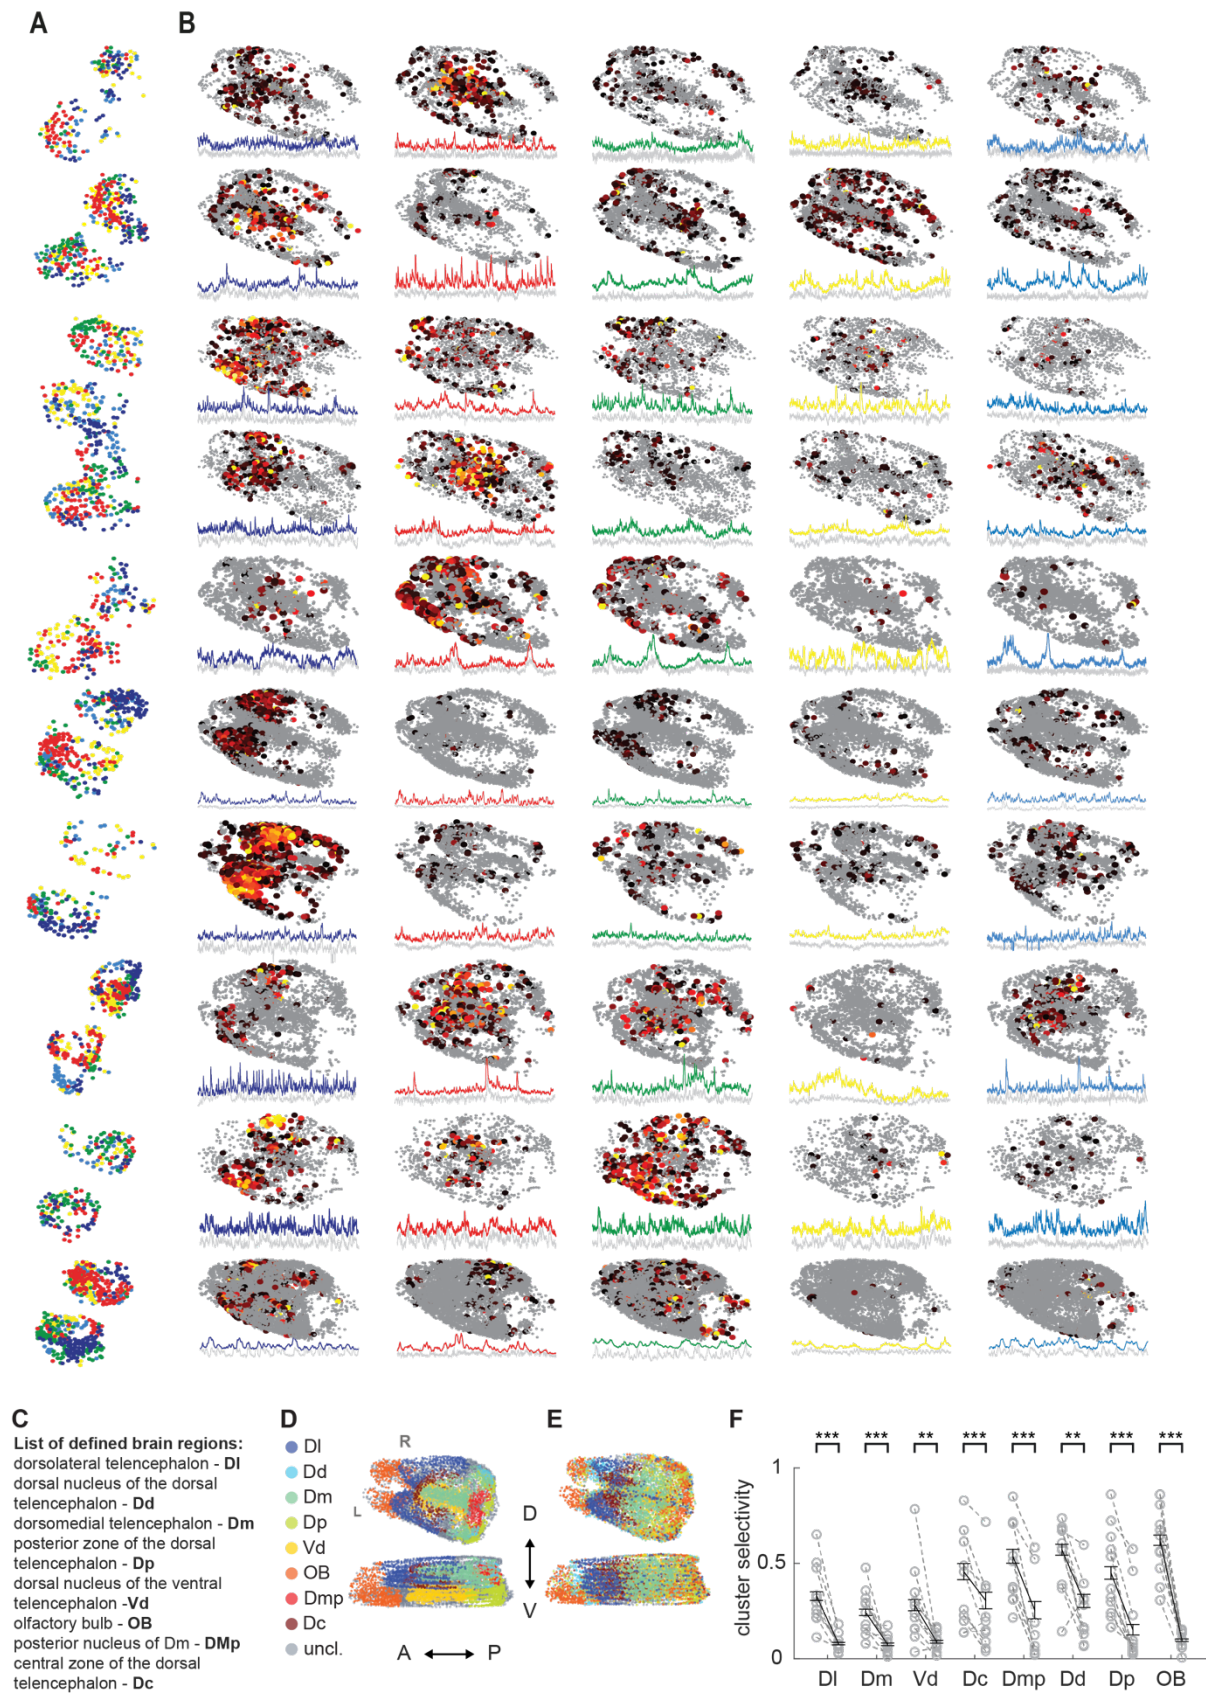 A
B
C
List of defined brain regions:
dorsolateral telencephalon - Dl
dorsal nucleus of the dorsal
telencephalon - Dd
dorsomedial telencephalon - Dm
posterior zone of the dorsal
telencephalon - Dp
dorsal nucleus of the ventral
telencephalon -Vd
olfactory bulb - OB
posterior nucleus of Dm - DMp
central zone of the dorsal
telencephalon - Dc
D
Dl
Dd
Dm
Dp
Vd
OB
Dmp
Dc
uncl.
R
L
A
P
E
D
V
F
*** *** ** *** *** ** *** ***
cluster selectivity
1
0.5
0
Dl Dm Vd Dc Dmp Dd Dp OB